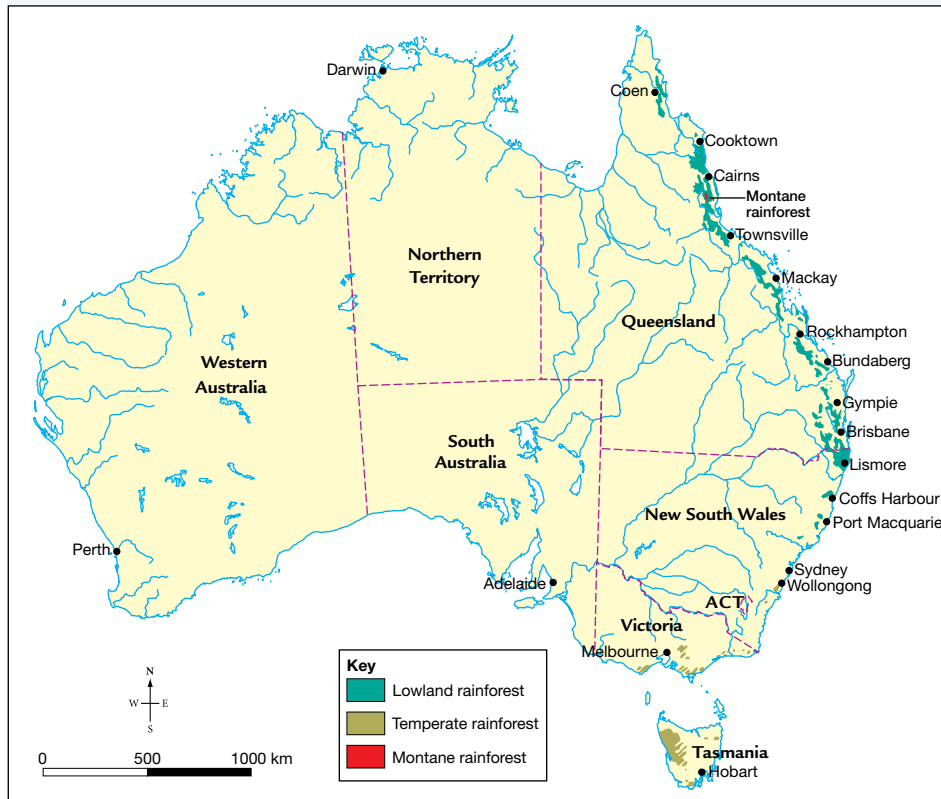 Darwin
Coen
Cooktown
Cairns
Montane
rainforest
Townsville
Northern
Territory
Mackay
Queensland
Rockhampton
Western
Australia
Bundaberg
Gympie
South
Australia
Brisbane
Lismore
Coffs Harbour
New South Wales
Port Macquarie
Perth
Sydney
Adelaide
Wollongong
ACT
Victoria
Melbourne
Key
Lowland rainforest
Temperate rainforest
Montane rainforest
N
W E
S
0 500 1000 km
Tasmania
Hobart